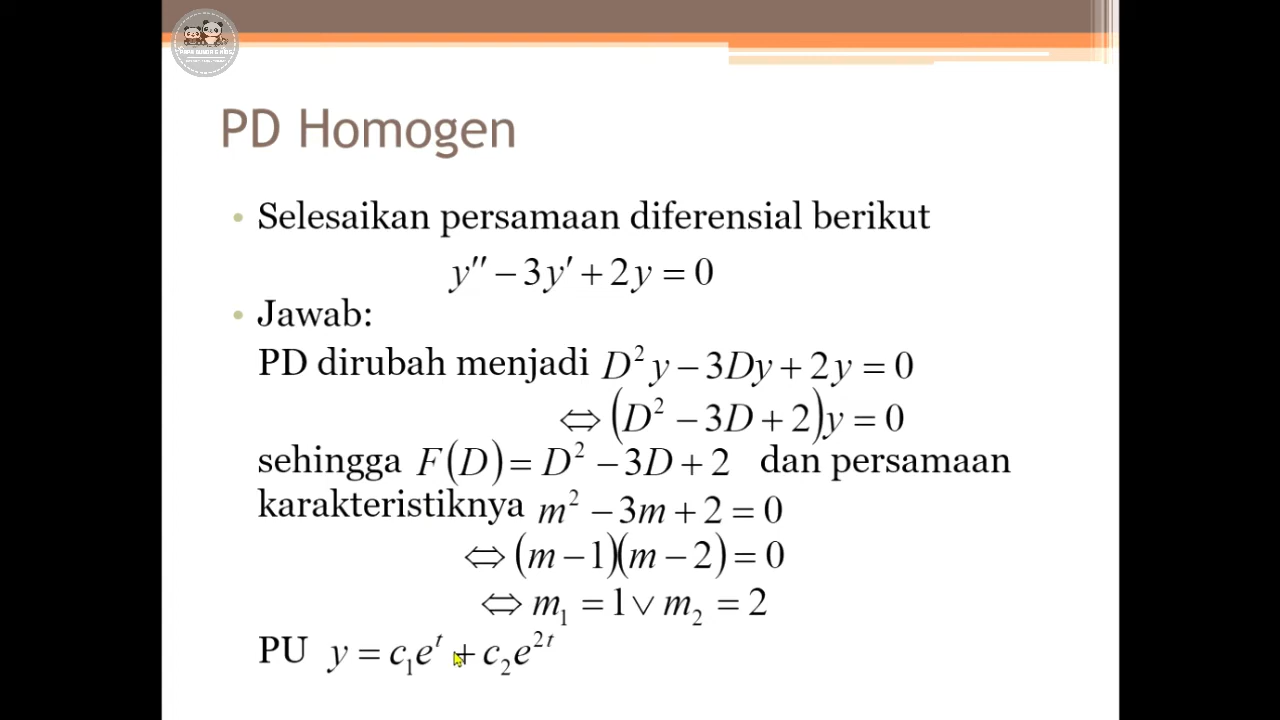 PD Homogen
• Selesaikan persamaan diferensial berikut
y″ − 3y′ + 2y = 0
• Jawab:
PD dirubah menjadi D²y − 3Dy + 2y = 0
⇔ (D² − 3D + 2)y = 0
sehingga F(D) = D² − 3D + 2 dan persamaan
karakteristiknya m² − 3m + 2 = 0
⇔ (m − 1)(m − 2) = 0
⇔ m₁ = 1 ∨ m₂ = 2
PU y = c₁eᵗ + c₂e²ᵗ